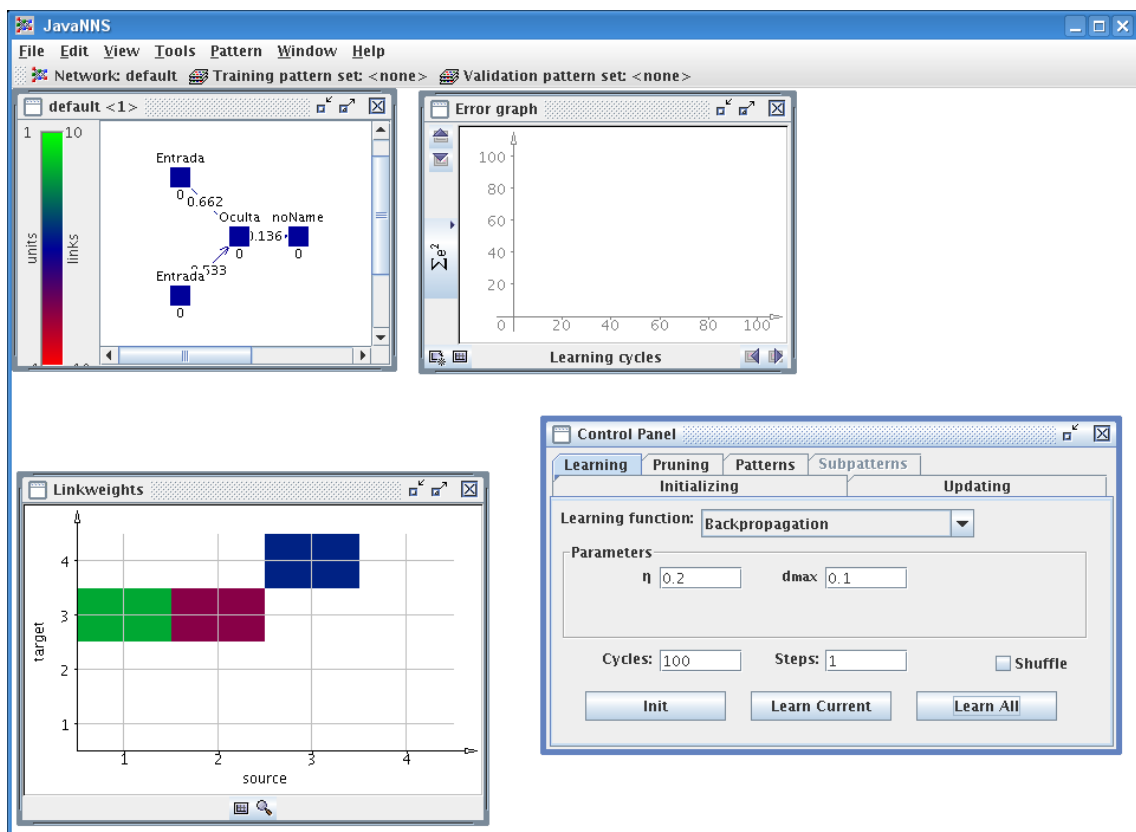 JavaNNS
File Edit View Tools Pattern Window Help
Network: default Training pattern set: <none> Validation pattern set: <none>
default <1>
1 10
units
links
Entrada
0
0.662
Oculta noName
0.136
0 0
Entrada
0
Error graph
100
80
60
40
20
0 20 40 60 80 100
Σe²
Learning cycles
Linkweights
4
3
2
1
target
1 2 3 4
source
Control Panel
Learning Pruning Patterns Subpatterns
Initializing Updating
Learning function: Backpropagation
Parameters
η 0.2 dmax 0.1
Cycles: 100 Steps: 1 Shuffle
Init Learn Current Learn All